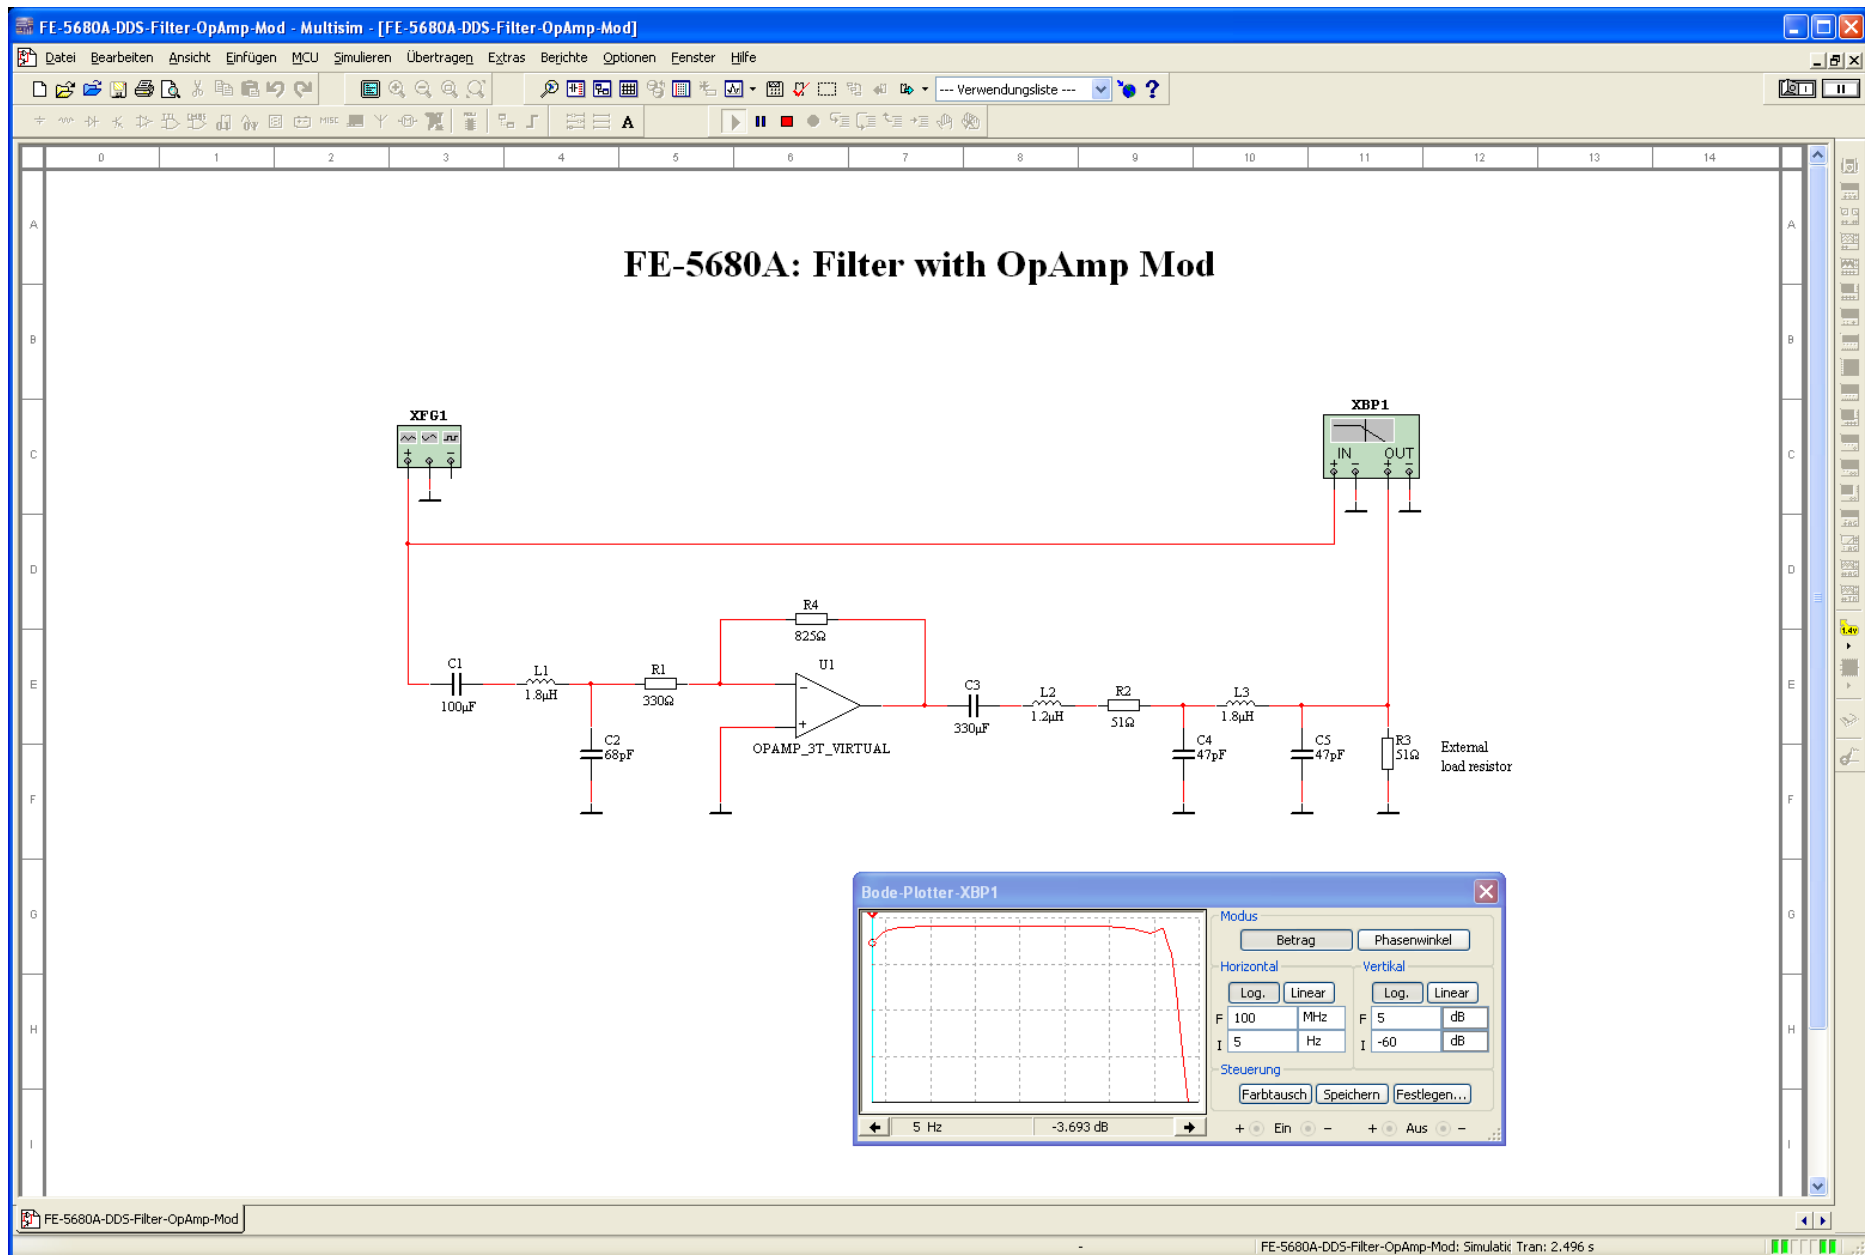 FE-5680A-DDS-Filter-OpAmp-Mod - Multisim - [FE-5680A-DDS-Filter-OpAmp-Mod]
Datei Bearbeiten Ansicht Einfügen MCU Simulieren Übertragen Extras Berichte Optionen Fenster Hilfe
--- Verwendungsliste ---
MISC
A
0 1 2 3 4 5 6 7 8 9 10 11 12 13 14
A A
FE-5680A: Filter with OpAmp Mod
B B
XFG1
XBP1
C C
IN OUT
+ - + -
+ -
D D
1.4v
R4
825Ω
C1
100µF
L1
1.8µH
R1
330Ω
U1
OPAMP_3T_VIRTUAL
C2
68pF
C3
330µF
L2
1.2µH
R2
51Ω
L3
1.8µH
C4
47pF
C5
47pF
R3
51Ω
External
load resistor
E E
F F
Bode-Plotter-XBP1
Modus
Betrag Phasenwinkel
Horizontal Vertikal
Log. Linear Log. Linear
F 100 MHz F 5 dB
I 5 Hz I -60 dB
Steuerung
Farbtausch Speichern Festlegen...
5 Hz -3.693 dB + Ein - + Aus -
G G
H H
I I
FE-5680A-DDS-Filter-OpAmp-Mod
- FE-5680A-DDS-Filter-OpAmp-Mod: Simulatic Tran: 2.496 s